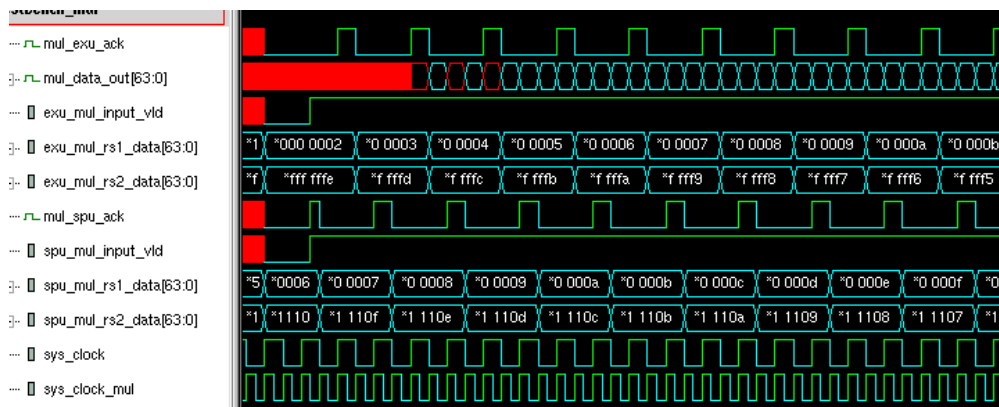 mul_exu_ack
mul_data_out[63:0]
exu_mul_input_vld
exu_mul_rs1_data[63:0] *1 *000 0002 *0 0003 *0 0004 *0 0005 *0 0006 *0 0007 *0 0008 *0 0009 *0 000a *0 000b
exu_mul_rs2_data[63:0] *f *fff fffe *f fffd *f fffc *f fffb *f fffa *f fff9 *f fff8 *f fff7 *f fff6 *f fff5
mul_spu_ack
spu_mul_input_vld
spu_mul_rs1_data[63:0] *5 *0006 *0 0007 *0 0008 *0 0009 *0 000a *0 000b *0 000c *0 000d *0 000e *0 000f *0
spu_mul_rs2_data[63:0] *1 *1110 *1 110f *1 110e *1 110d *1 110c *1 110b *1 110a *1 1109 *1 1108 *1 1107 *1
sys_clock
sys_clock_mul